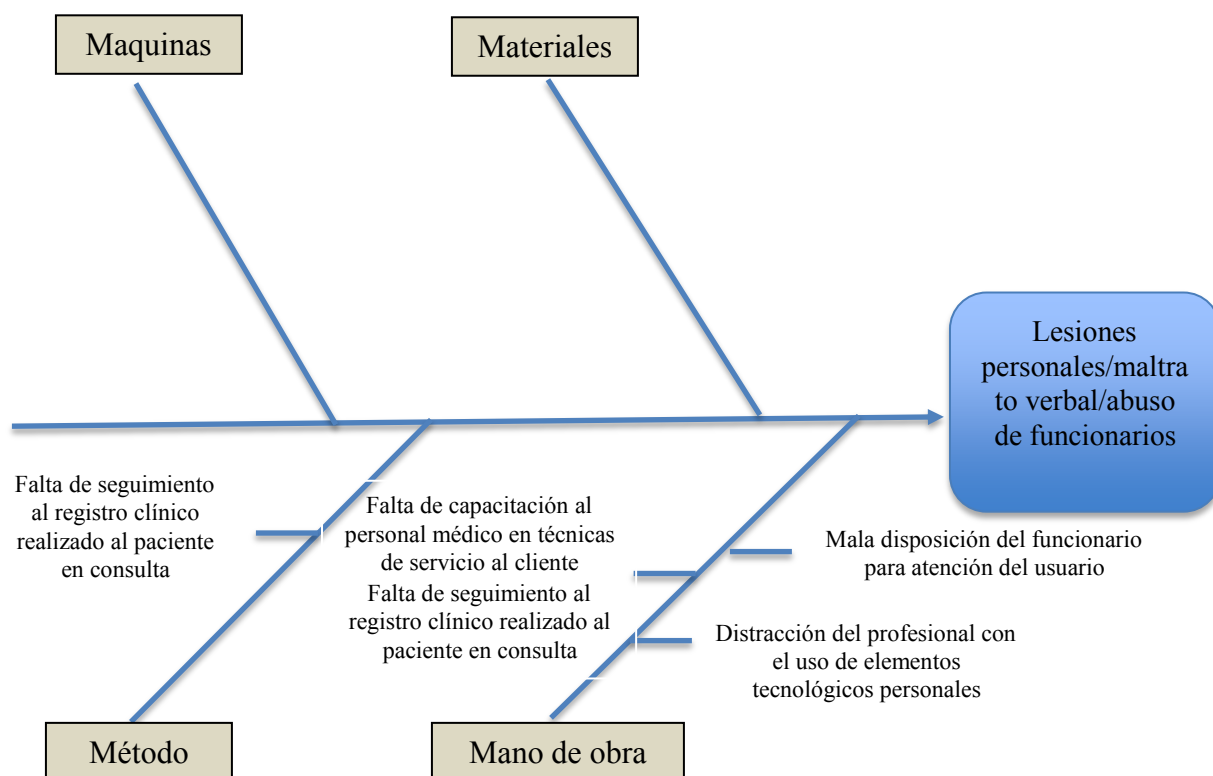 Maquinas
Materiales
Lesiones
personales/maltra
to verbal/abuso
de funcionarios
Falta de seguimiento
al registro clínico
realizado al paciente
en consulta
Falta de capacitación al
personal médico en técnicas
de servicio al cliente
Falta de seguimiento al
registro clínico realizado al
paciente en consulta
Mala disposición del funcionario
para atención del usuario
Distracción del profesional con
el uso de elementos
tecnológicos personales
Método
Mano de obra